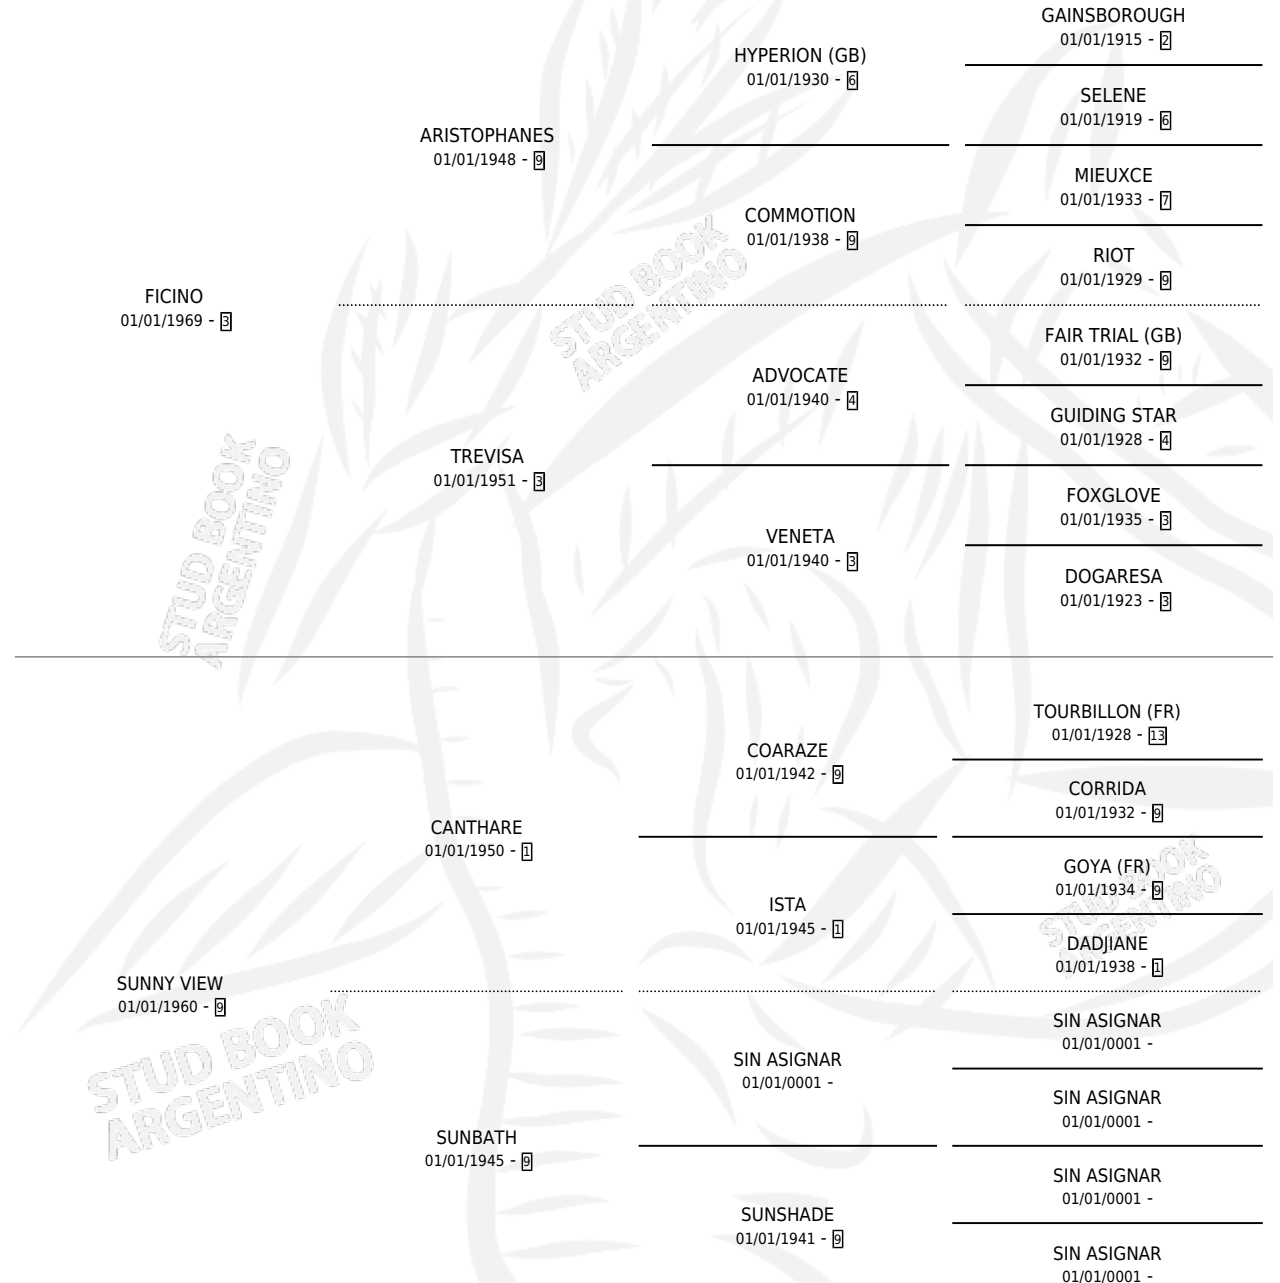 GAINSBOROUGH
01/01/1915 - 2
HYPERION (GB)
01/01/1930 - 6
SELENE
01/01/1919 - 6
ARISTOPHANES
01/01/1948 - 9
MIEUXCE
01/01/1933 - 7
COMMOTION
01/01/1938 - 9
RIOT
01/01/1929 - 9
FICINO
01/01/1969 - 3
FAIR TRIAL (GB)
01/01/1932 - 9
ADVOCATE
01/01/1940 - 4
GUIDING STAR
01/01/1928 - 4
TREVISA
01/01/1951 - 3
FOXGLOVE
01/01/1935 - 3
VENETA
01/01/1940 - 3
DOGARESA
01/01/1923 - 3
TOURBILLON (FR)
01/01/1928 - 13
COARAZE
01/01/1942 - 9
CORRIDA
01/01/1932 - 9
CANTHARE
01/01/1950 - 1
GOYA (FR)
01/01/1934 - 9
ISTA
01/01/1945 - 1
DADJIANE
01/01/1938 - 1
SUNNY VIEW
01/01/1960 - 9
SIN ASIGNAR
01/01/0001 -
SIN ASIGNAR
01/01/0001 -
SIN ASIGNAR
01/01/0001 -
SUNBATH
01/01/1945 - 9
SIN ASIGNAR
01/01/0001 -
SUNSHADE
01/01/1941 - 9
SIN ASIGNAR
01/01/0001 -
STUD BOOK
ARGENTINO
STUD BOOK
ARGENTINO
STUD BOOK
ARGENTINO
STUD BOOK
ARGENTINO